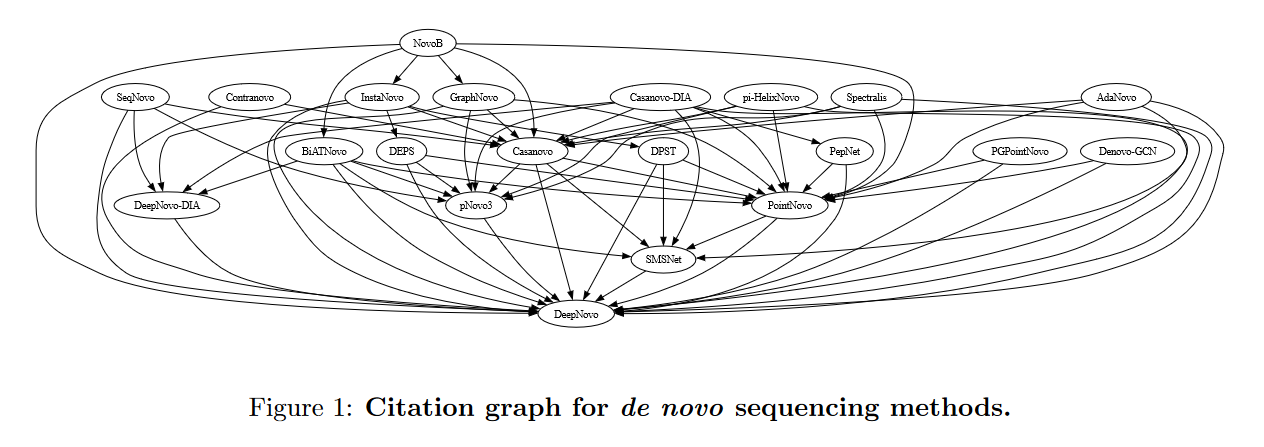 NovoB
SeqNovo Contranovo InstaNovo GraphNovo Casanovo-DIA pi-HelixNovo Spectralis AdaNovo
BiATNovo DEPS Casanovo DPST PepNet PGPointNovo Denovo-GCN
DeepNovo-DIA pNovo3 PointNovo
SMSNet
DeepNovo
Figure 1: Citation graph for de novo sequencing methods.